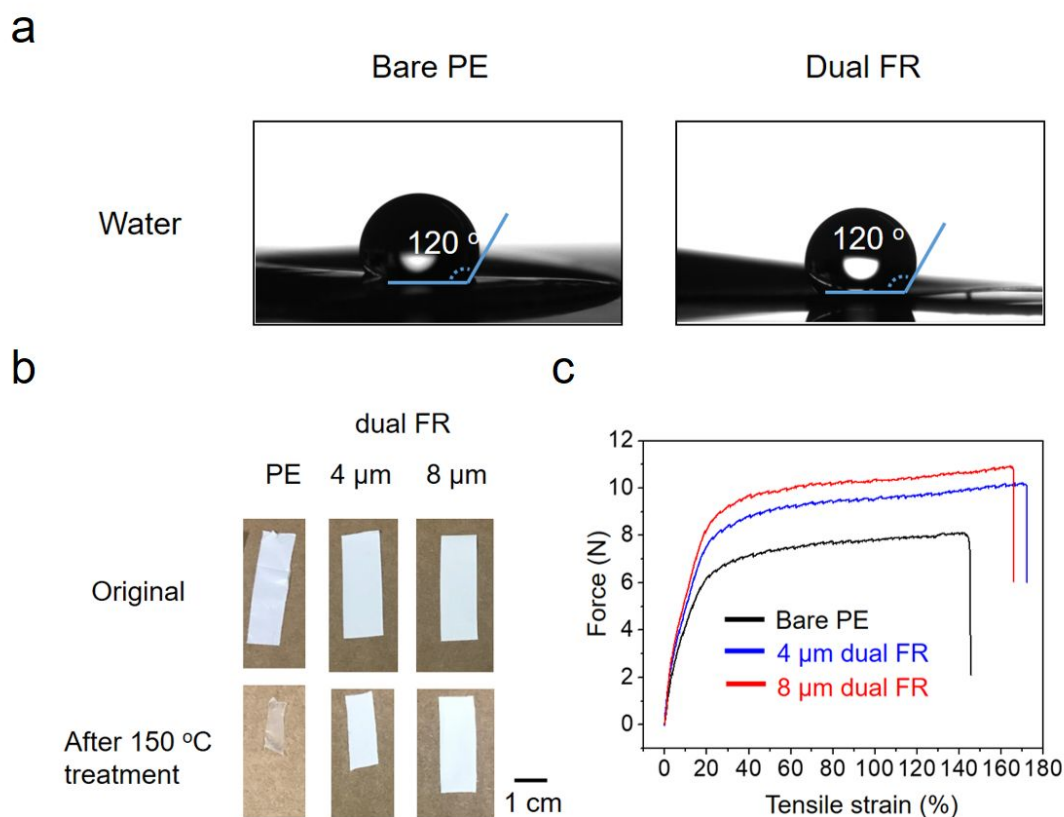 a
Bare PE
Dual FR
Water
120 °
120 °
b
dual FR
PE
4 µm
8 µm
Original
After 150 °C
treatment
1 cm
c
Force (N)
12
10
8
6
4
2
0
Bare PE
4 µm dual FR
8 µm dual FR
0 20 40 60 80 100 120 140 160 180
Tensile strain (%)